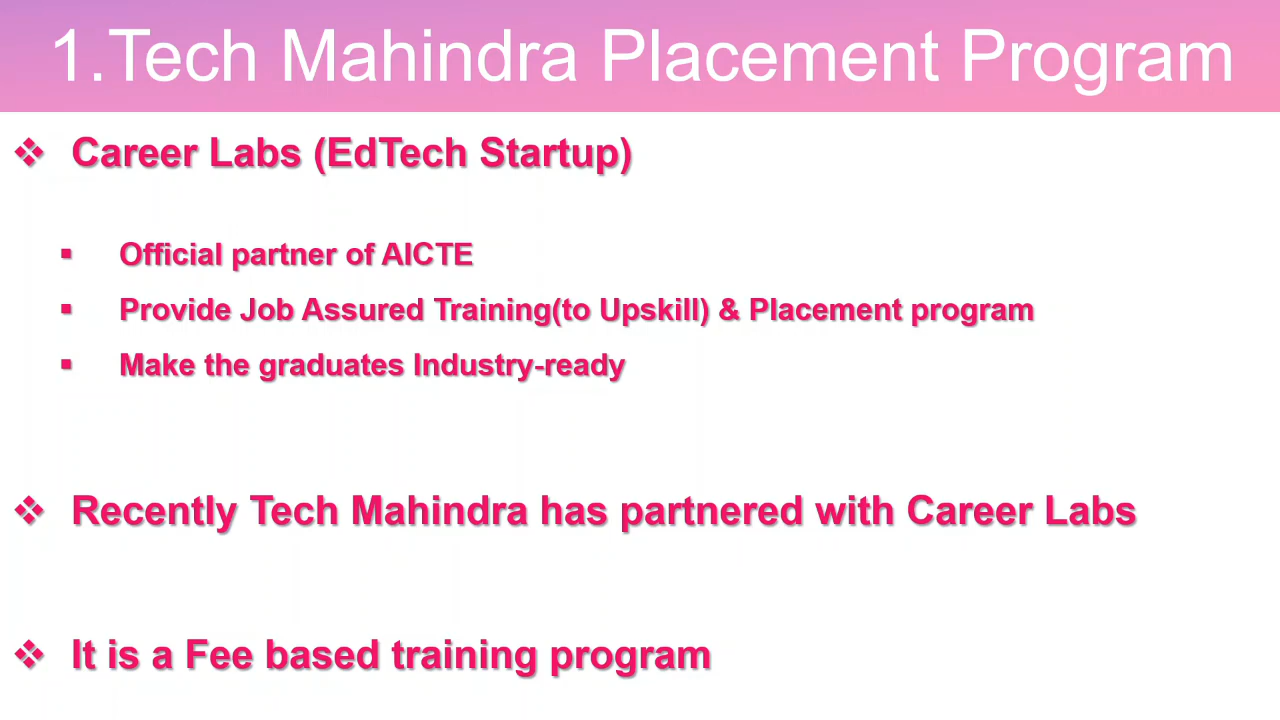 1.Tech Mahindra Placement Program
❖ Career Labs (EdTech Startup)
▪ Official partner of AICTE
▪ Provide Job Assured Training(to Upskill) & Placement program
▪ Make the graduates Industry-ready
❖ Recently Tech Mahindra has partnered with Career Labs
❖ It is a Fee based training program